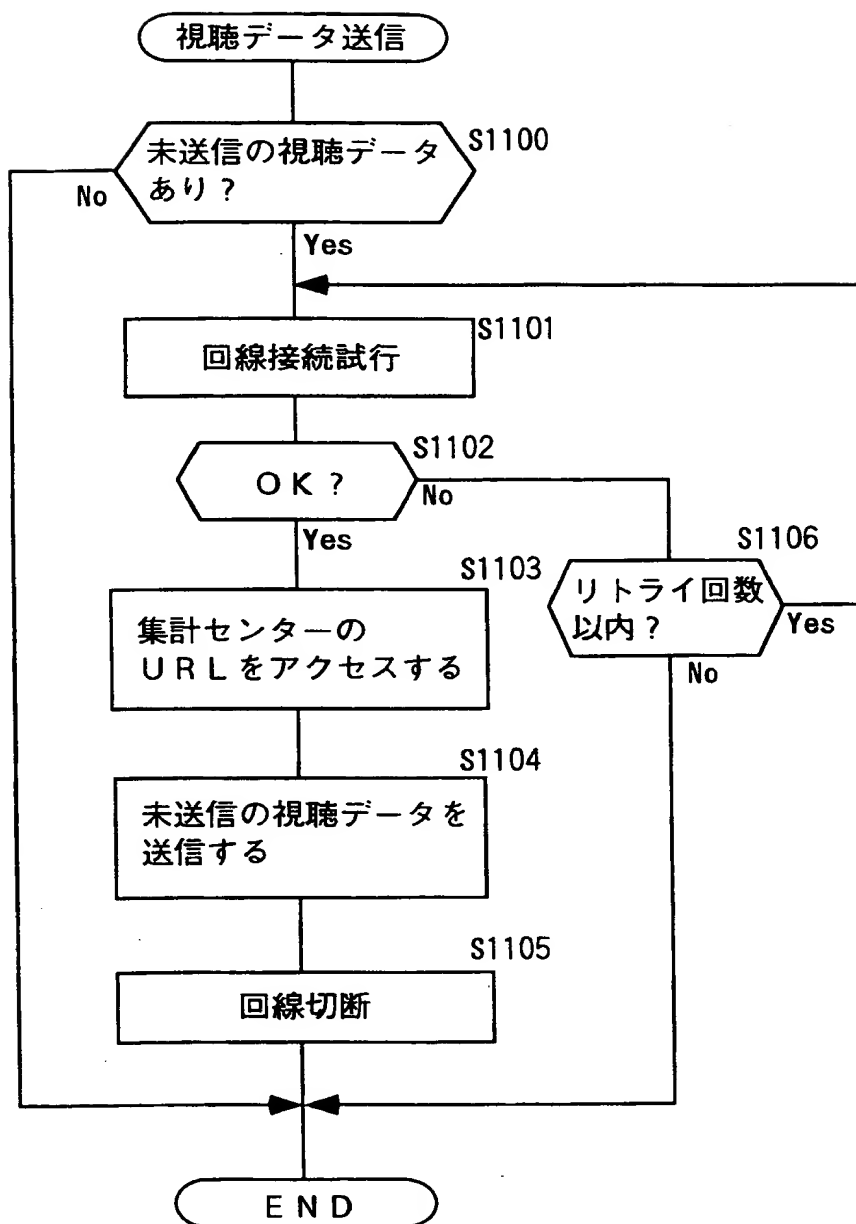 視聴データ送信
未送信の視聴データ
あり?
S1100
No
Yes
回線接続試行
S1101
OK?
S1102
No
Yes
S1103
集計センターの
URLをアクセスする
S1106
リトライ回数
以内?
Yes
No
S1104
未送信の視聴データを
送信する
S1105
回線切断
END